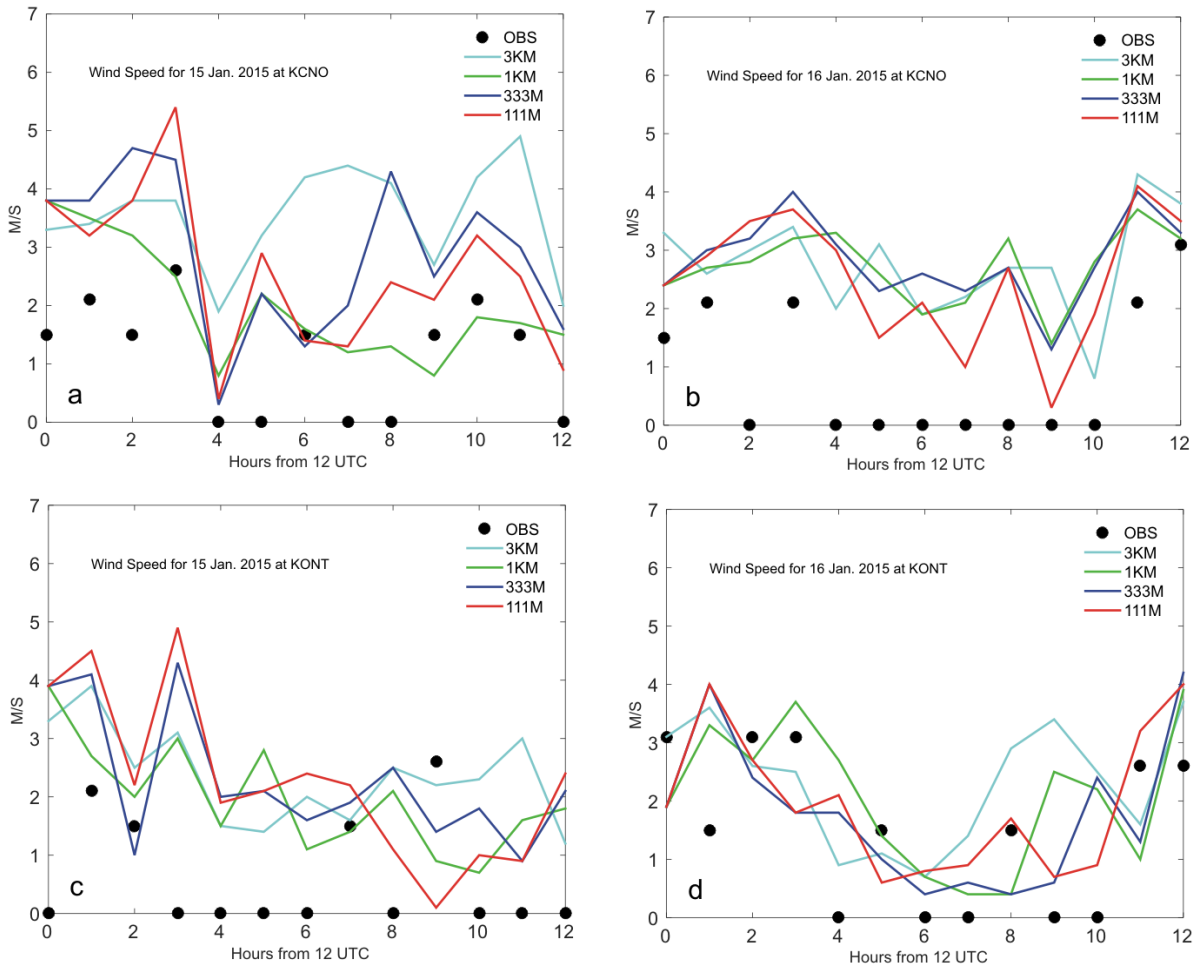 7
6
5
4
3
2
1
0
M/S
Wind Speed for 15 Jan. 2015 at KCNO
OBS
3KM
1KM
333M
111M
a
0 2 4 6 8 10 12
Hours from 12 UTC
7
6
5
4
3
2
1
0
M/S
Wind Speed for 16 Jan. 2015 at KCNO
OBS
3KM
1KM
333M
111M
b
0 2 4 6 8 10 12
Hours from 12 UTC
7
6
5
4
3
2
1
0
M/S
Wind Speed for 15 Jan. 2015 at KONT
OBS
3KM
1KM
333M
111M
c
0 2 4 6 8 10 12
Hours from 12 UTC
7
6
5
4
3
2
1
0
M/S
Wind Speed for 16 Jan. 2015 at KONT
OBS
3KM
1KM
333M
111M
d
0 2 4 6 8 10 12
Hours from 12 UTC